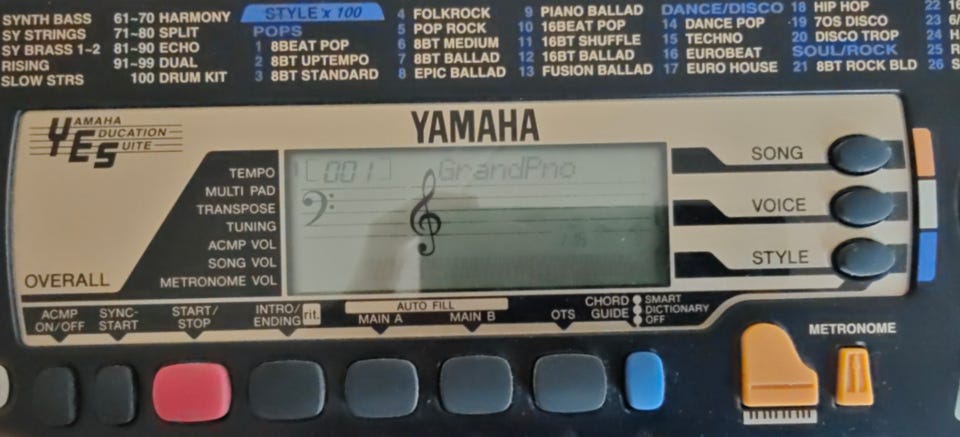 SYNTH BASS
SY STRINGS
SY BRASS 1~2
RISING
SLOW STRS
61~70 HARMONY
71~80 SPLIT
81~90 ECHO
91~99 DUAL
100 DRUM KIT
STYLE x 100
POPS
1 8BEAT POP
2 8BT UPTEMPO
3 8BT STANDARD
4 FOLKROCK
5 POP ROCK
6 8BT MEDIUM
7 8BT BALLAD
8 EPIC BALLAD
9 PIANO BALLAD
10 16BEAT POP
11 16BT SHUFFLE
12 16BT BALLAD
13 FUSION BALLAD
DANCE/DISCO
14 DANCE POP
15 TECHNO
16 EUROBEAT
17 EURO HOUSE
18 HIP HOP
19 70S DISCO
20 DISCO TROP
SOUL/ROCK
21 8BT ROCK BLD
22
23
24
25
26
YAMAHA
EDUCATION
SUITE
YAMAHA
TEMPO
MULTI PAD
TRANSPOSE
TUNING
ACMP VOL
SONG VOL
METRONOME VOL
OVERALL
001 GrandPno
SONG
VOICE
STYLE
ACMP
ON/OFF
SYNC-
START
START/
STOP
INTRO/
ENDING rit.
AUTO FILL
MAIN A
MAIN B
OTS
CHORD
GUIDE
SMART
DICTIONARY
OFF
METRONOME